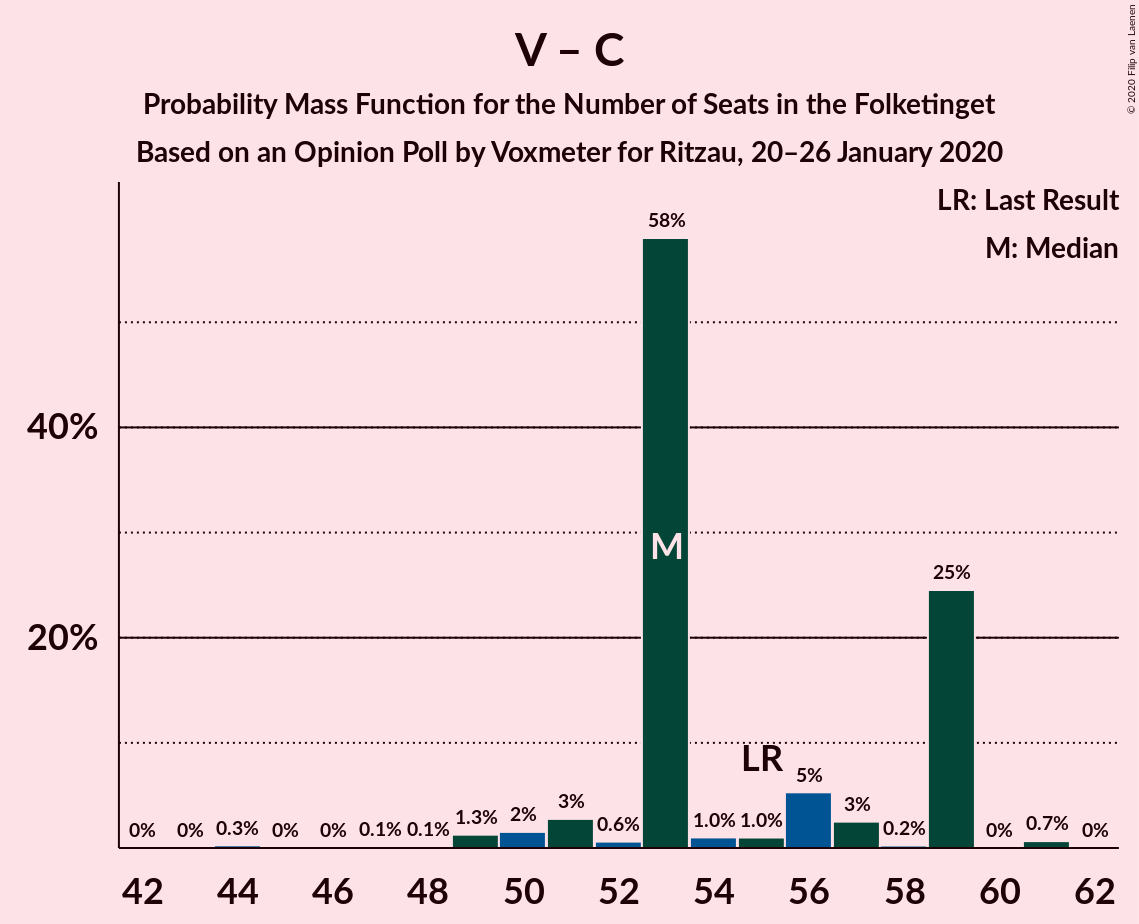 V – C
Probability Mass Function for the Number of Seats in the Folketinget
Based on an Opinion Poll by Voxmeter for Ritzau, 20–26 January 2020
© 2020 Filip van Laenen
LR: Last Result
M: Median
40%
20%
0% 0% 0.3% 0% 0% 0.1% 0.1% 1.3% 2% 3% 0.6% 58% 1.0% 1.0% 5% 3% 0.2% 25% 0% 0.7% 0%
M
LR
42 44 46 48 50 52 54 56 58 60 62